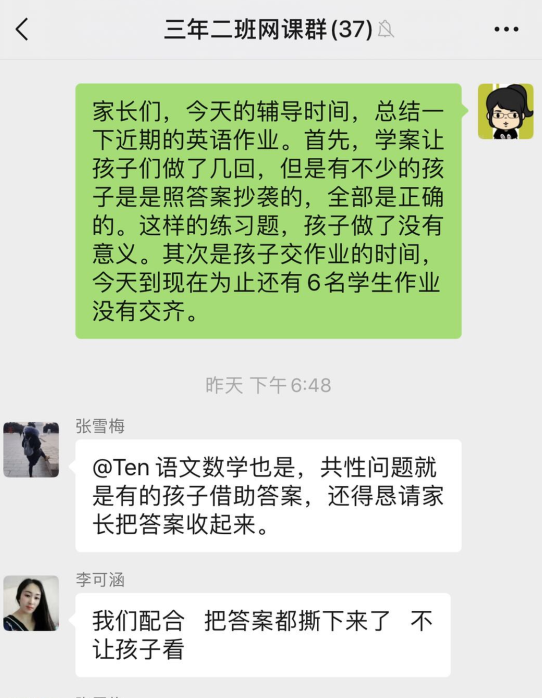 三年二班网课群(37)
家长们，今天的辅导时间，总结一
下近期的英语作业。首先，学案让
孩子们做了几回，但是有不少的孩
子是是照答案抄袭的，全部是正确
的。这样的练习题，孩子做了没有
意义。其次是孩子交作业的时间，
今天到现在为止还有6名学生作业
没有交齐。
昨天 下午6:48
张雪梅
@Ten 语文数学也是，共性问题就
是有的孩子借助答案，还得恳请家
长把答案收起来。
李可涵
我们配合 把答案都撕下来了 不
让孩子看